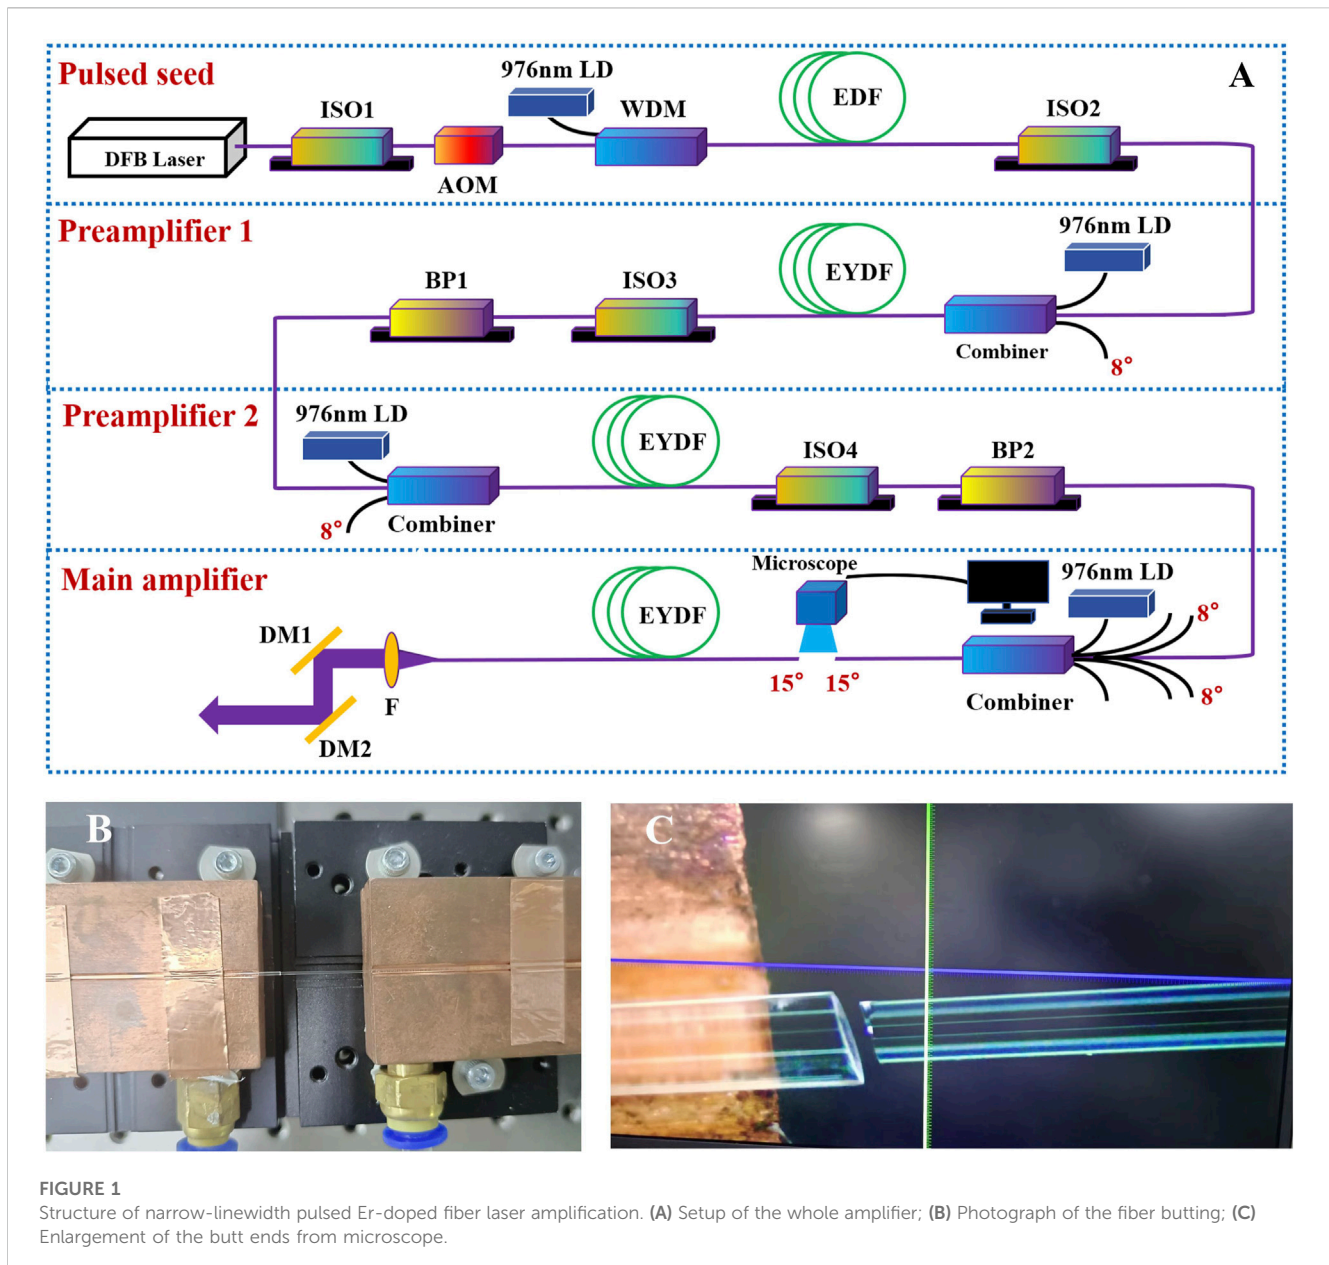 Pulsed seed
976nm LD
A
ISO1
WDM
EDF
ISO2
DFB Laser
AOM
Preamplifier 1
976nm LD
BP1
ISO3
EYDF
Combiner
8°
Preamplifier 2
976nm LD
EYDF
ISO4
BP2
8°
Combiner
Main amplifier
Microscope
976nm LD
EYDF
8°
DM1
15°
15°
F
Combiner
8°
DM2
B
C
FIGURE 1
Structure of narrow-linewidth pulsed Er-doped fiber laser amplification. (A) Setup of the whole amplifier; (B) Photograph of the fiber butting; (C)
Enlargement of the butt ends from microscope.